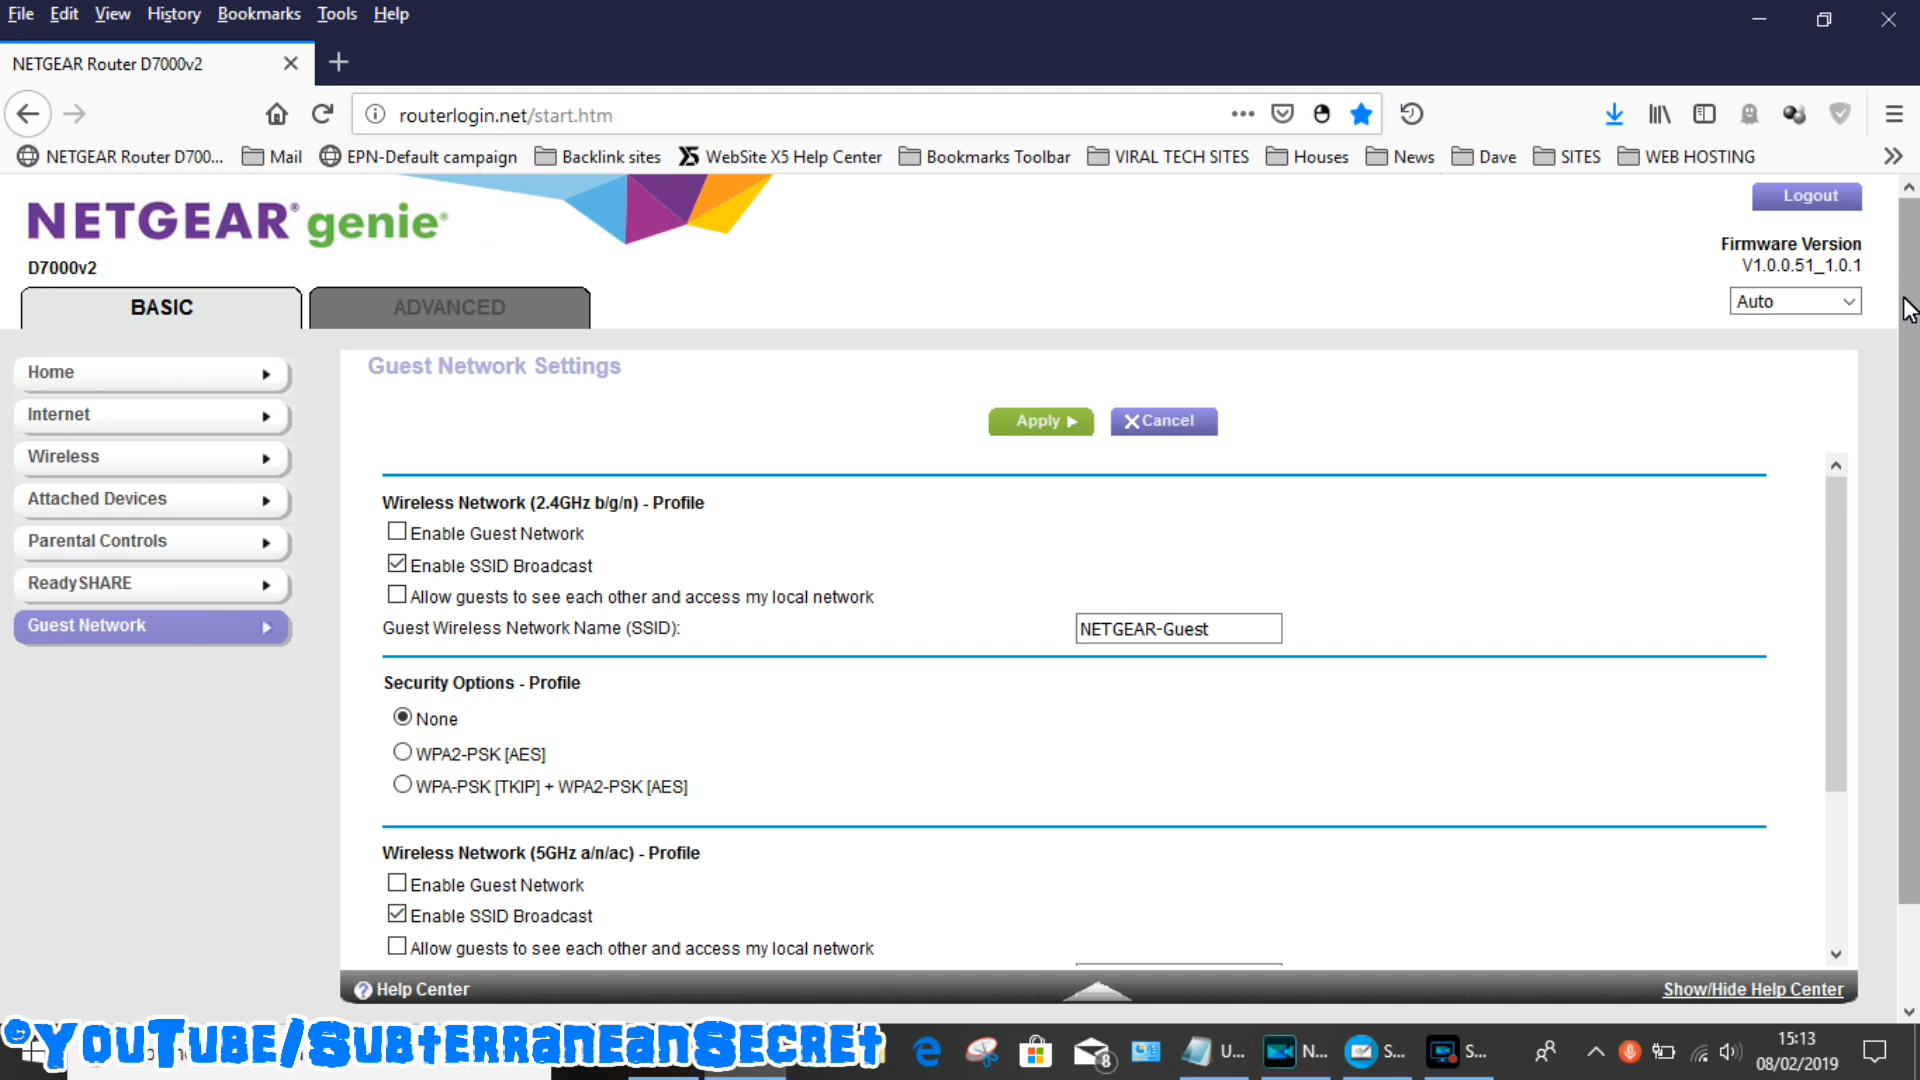 File Edit View History Bookmarks Tools Help
NETGEAR Router D7000v2
routerlogin.net/start.htm
NETGEAR Router D700... Mail EPN-Default campaign Backlink sites WebSite X5 Help Center Bookmarks Toolbar VIRAL TECH SITES Houses News Dave SITES WEB HOSTING
NETGEAR® genie®
Logout
Firmware Version
V1.0.0.51_1.0.1
D7000v2
Auto
BASIC ADVANCED
Home
Internet
Wireless
Attached Devices
Parental Controls
ReadySHARE
Guest Network
Guest Network Settings
Apply Cancel
Wireless Network (2.4GHz b/g/n) - Profile
Enable Guest Network
Enable SSID Broadcast
Allow guests to see each other and access my local network
Guest Wireless Network Name (SSID): NETGEAR-Guest
Security Options - Profile
None
WPA2-PSK [AES]
WPA-PSK [TKIP] + WPA2-PSK [AES]
Wireless Network (5GHz a/n/ac) - Profile
Enable Guest Network
Enable SSID Broadcast
Allow guests to see each other and access my local network
Help Center Show/Hide Help Center
©YouTube/SubterraneanSecret
8 U... N... S... S...
15:13
08/02/2019